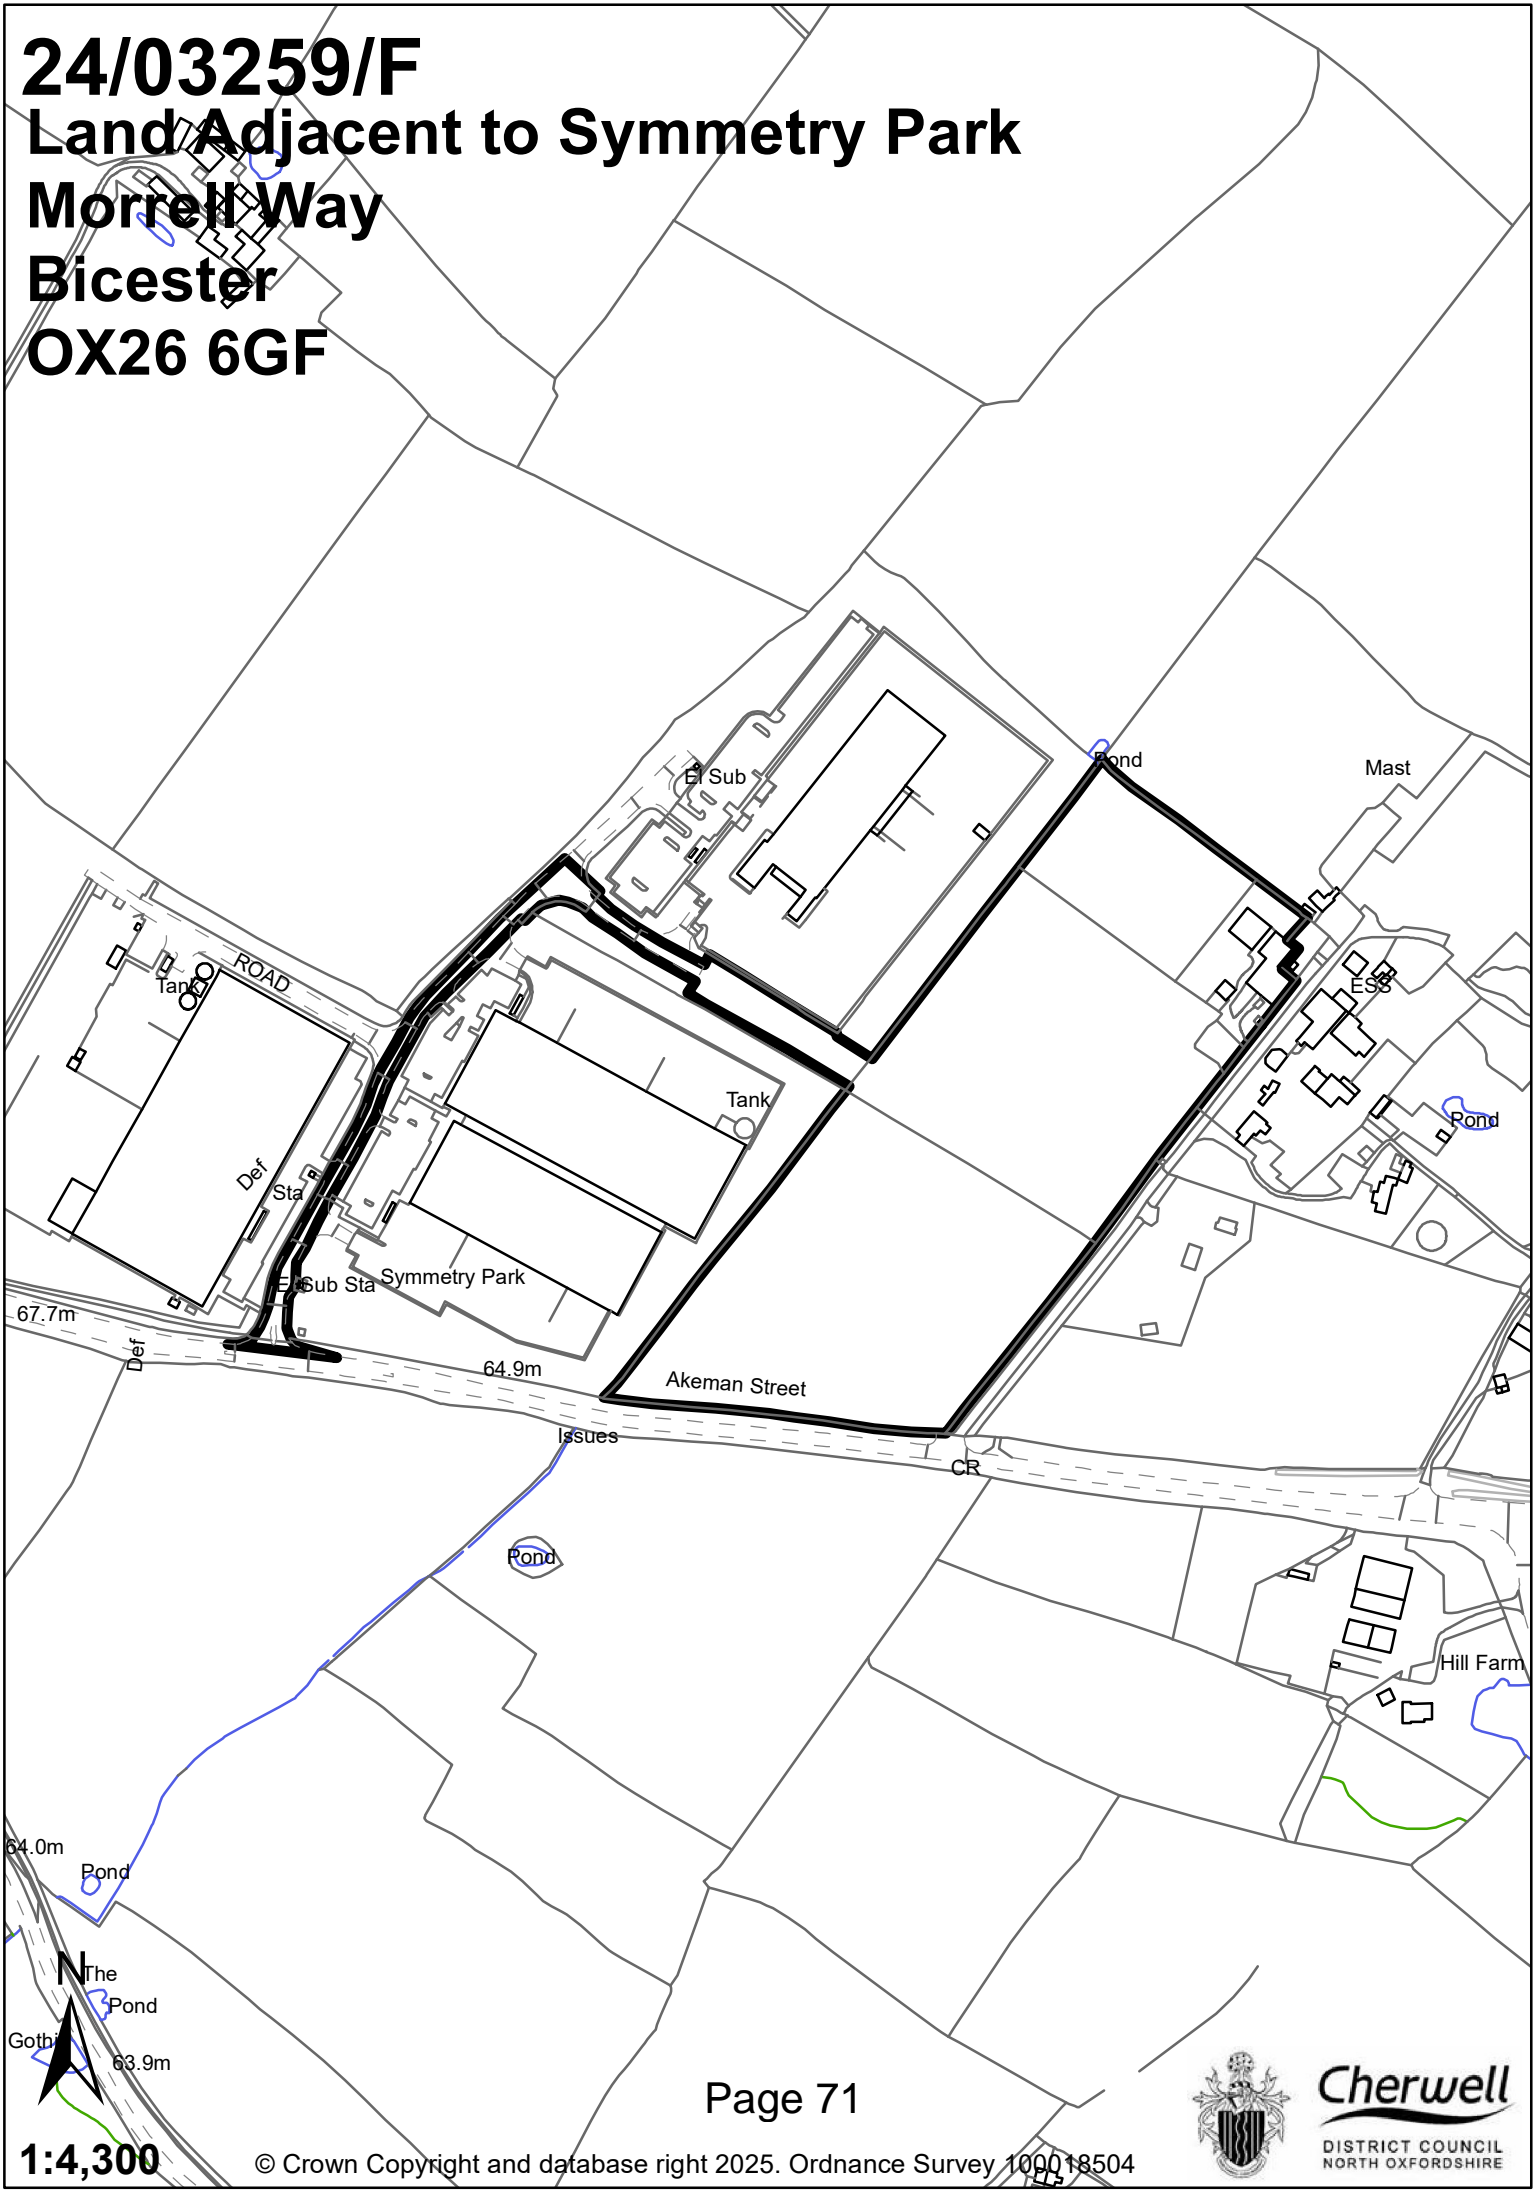 24/03259/F
Land Adjacent to Symmetry Park
Morrell Way
Bicester
OX26 6GF
El Sub
Pond
Mast
ROAD
Tank
ESS
Tank
Pond
Def
Sta
El Sub Sta
Symmetry Park
67.7m
Def
64.9m
Akeman Street
Issues
CR
Pond
Hill Farm
64.0m
Pond
N
The
Pond
63.9m
Page 71
1:4,300
© Crown Copyright and database right 2025. Ordnance Survey 100018504
Cherwell
DISTRICT COUNCIL
NORTH OXFORDSHIRE